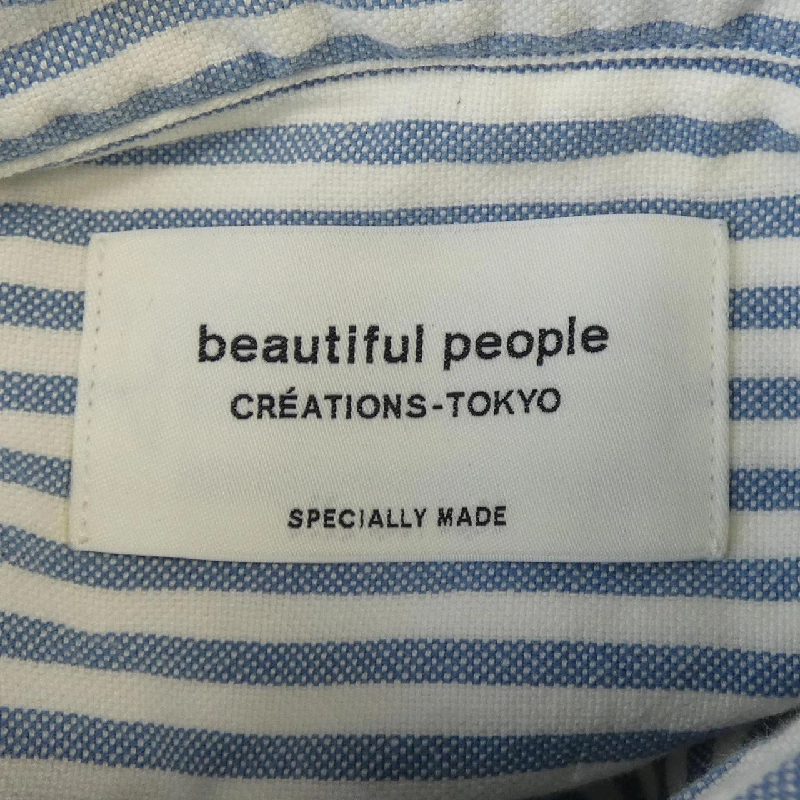 beautiful people
CRÉATIONS-TOKYO
SPECIALLY MADE